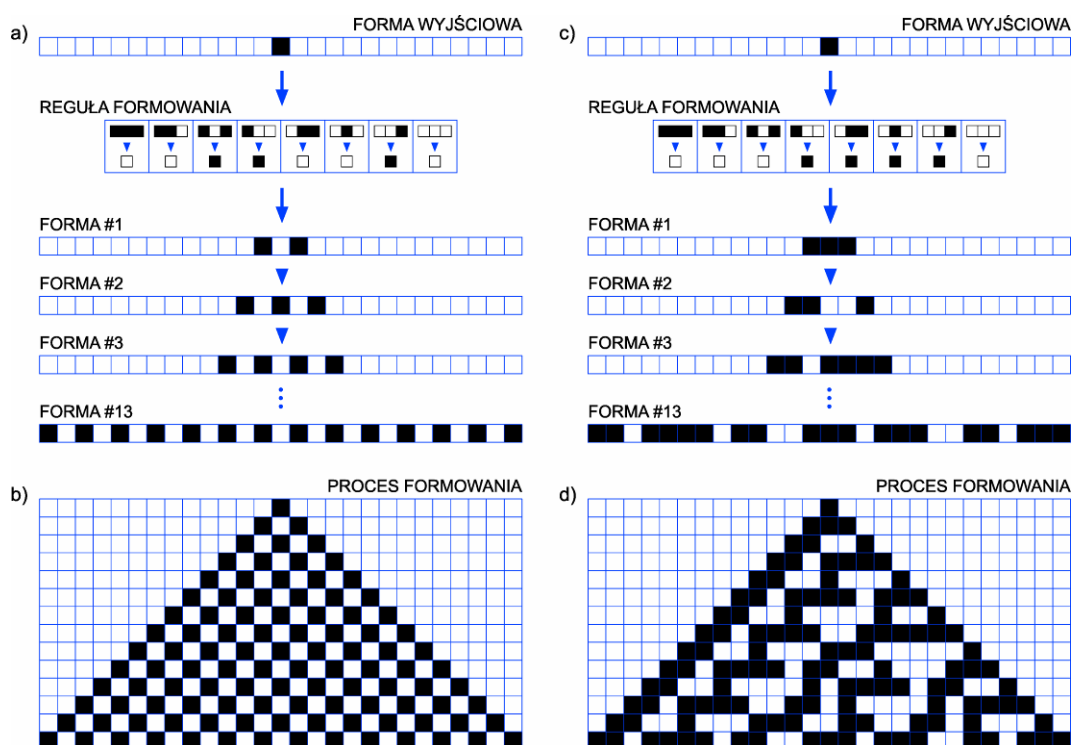 a)
FORMA WYJŚCIOWA
REGUŁA FORMOWANIA
FORMA #1
FORMA #2
FORMA #3
FORMA #13
b)
PROCES FORMOWANIA
c)
FORMA WYJŚCIOWA
REGUŁA FORMOWANIA
FORMA #1
FORMA #2
FORMA #3
FORMA #13
d)
PROCES FORMOWANIA